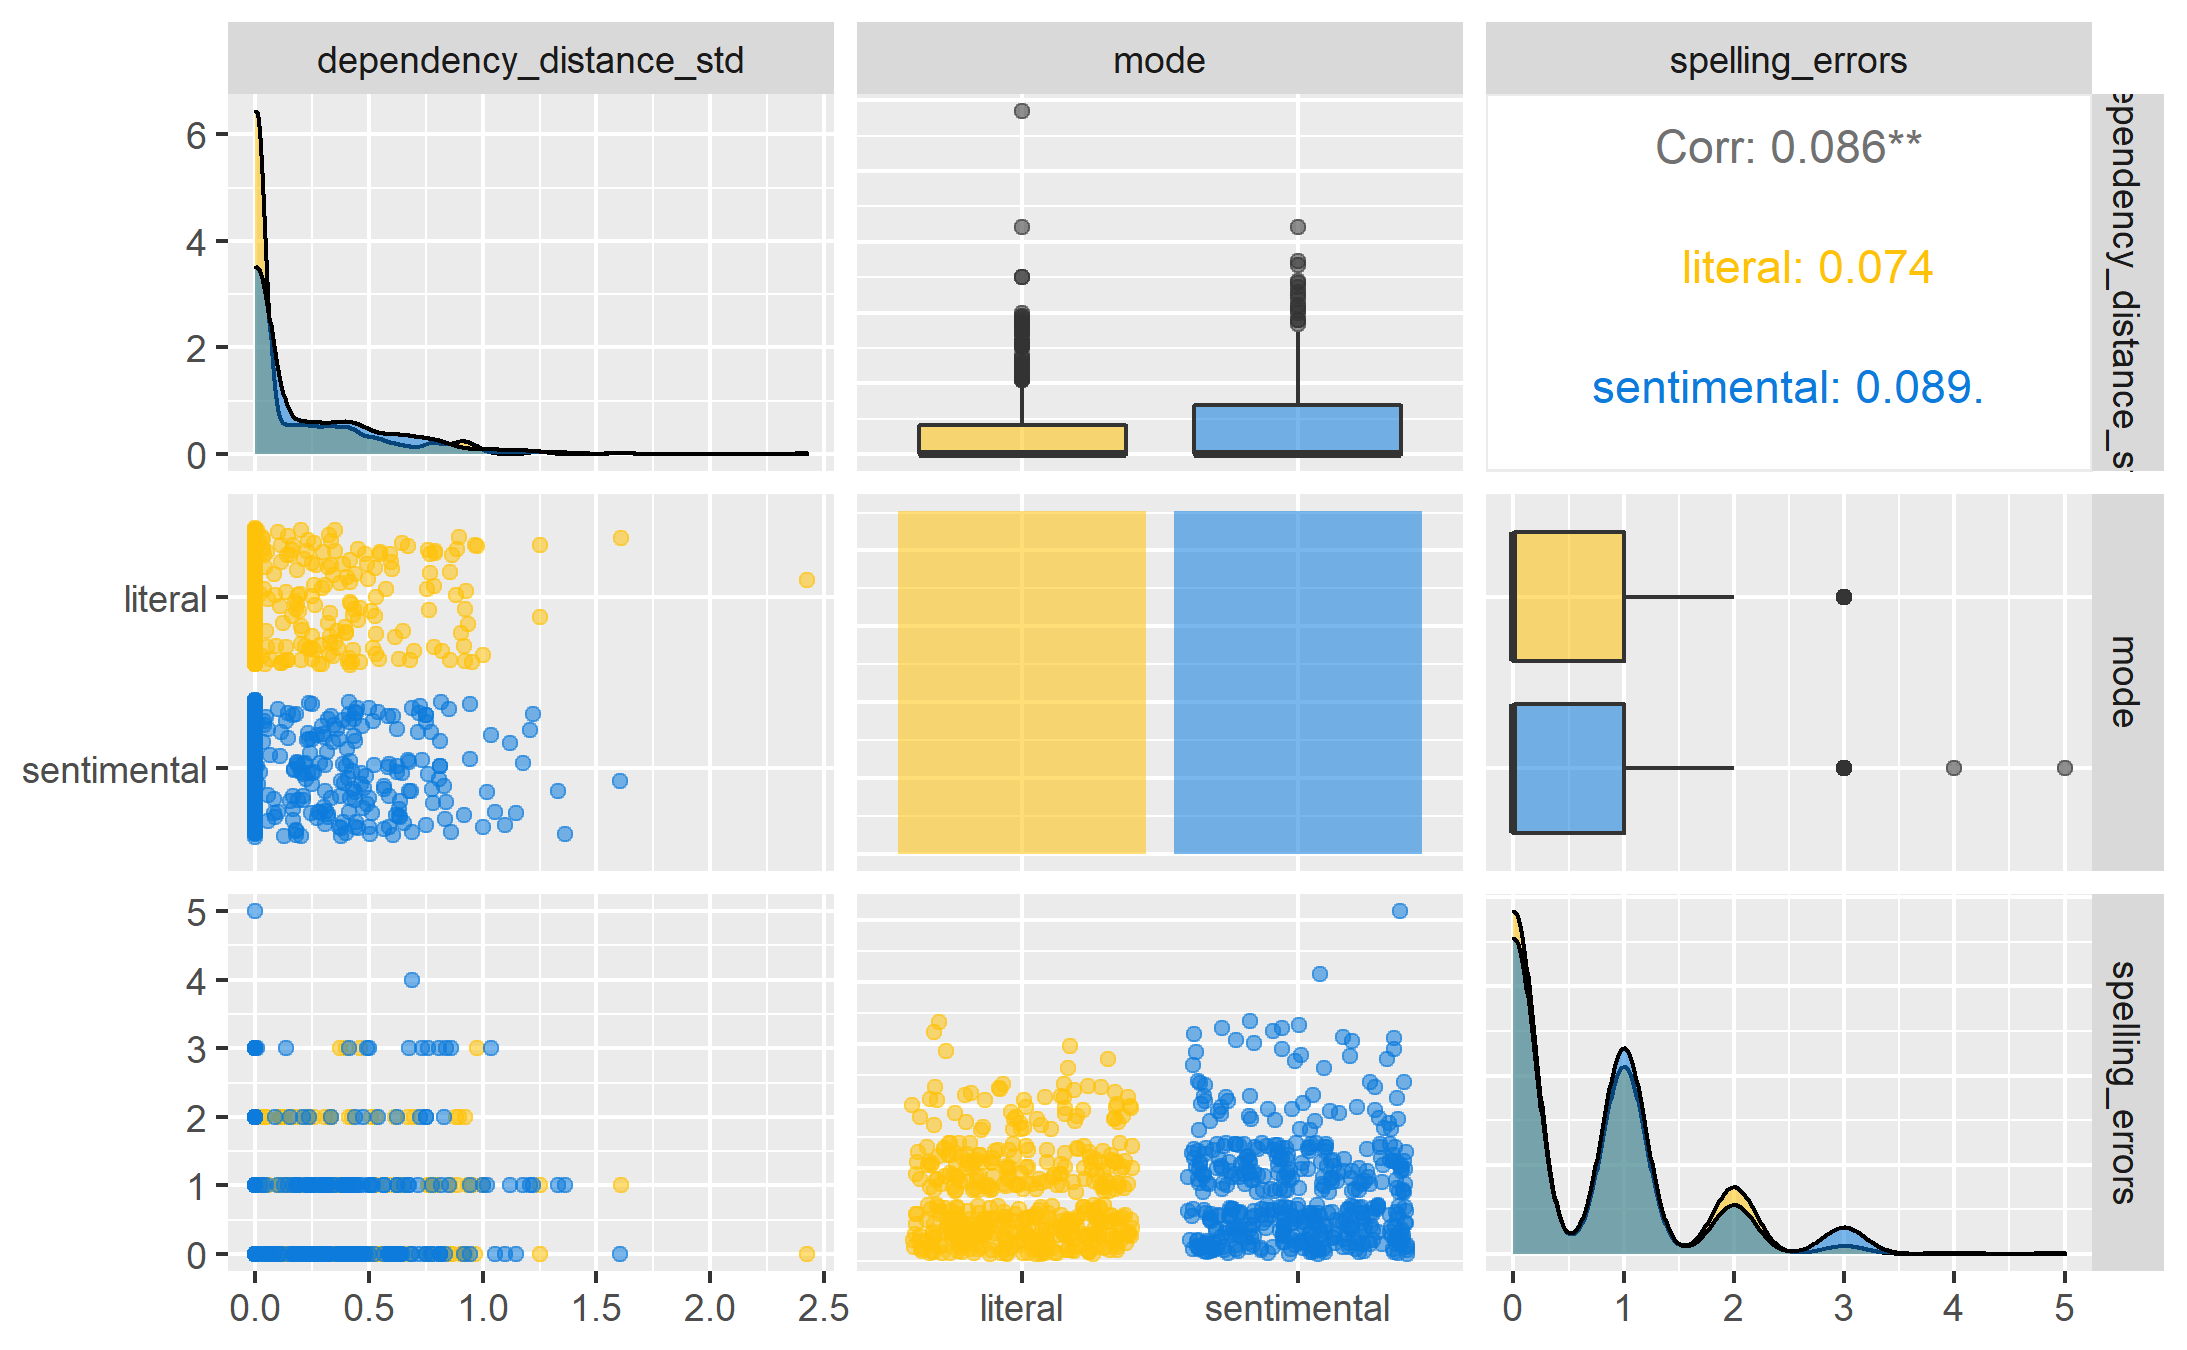 dependency_distance_std mode spelling_errors
6
4
2
0
Corr: 0.086**
literal: 0.074
sentimental: 0.089.
ependency_distance_s
literal
sentimental
mode
5
4
3
2
1
0
spelling_errors
0.0 0.5 1.0 1.5 2.0 2.5
literal sentimental
0 1 2 3 4 5